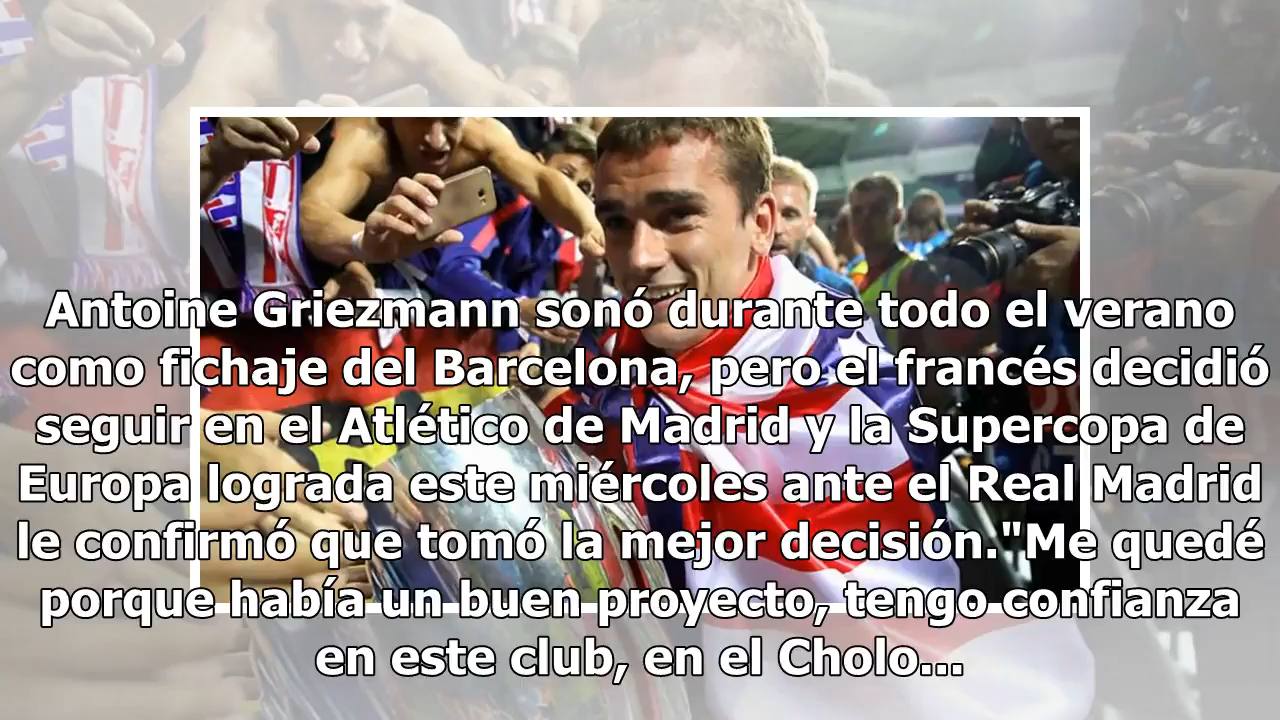 Antoine Griezmann sonó durante todo el verano
como fichaje del Barcelona, pero el francés decidió
seguir en el Atlético de Madrid y la Supercopa de
Europa lograda este miércoles ante el Real Madrid
le confirmó que tomó la mejor decisión."Me quedé
porque había un buen proyecto, tengo confianza
en este club, en el Cholo...